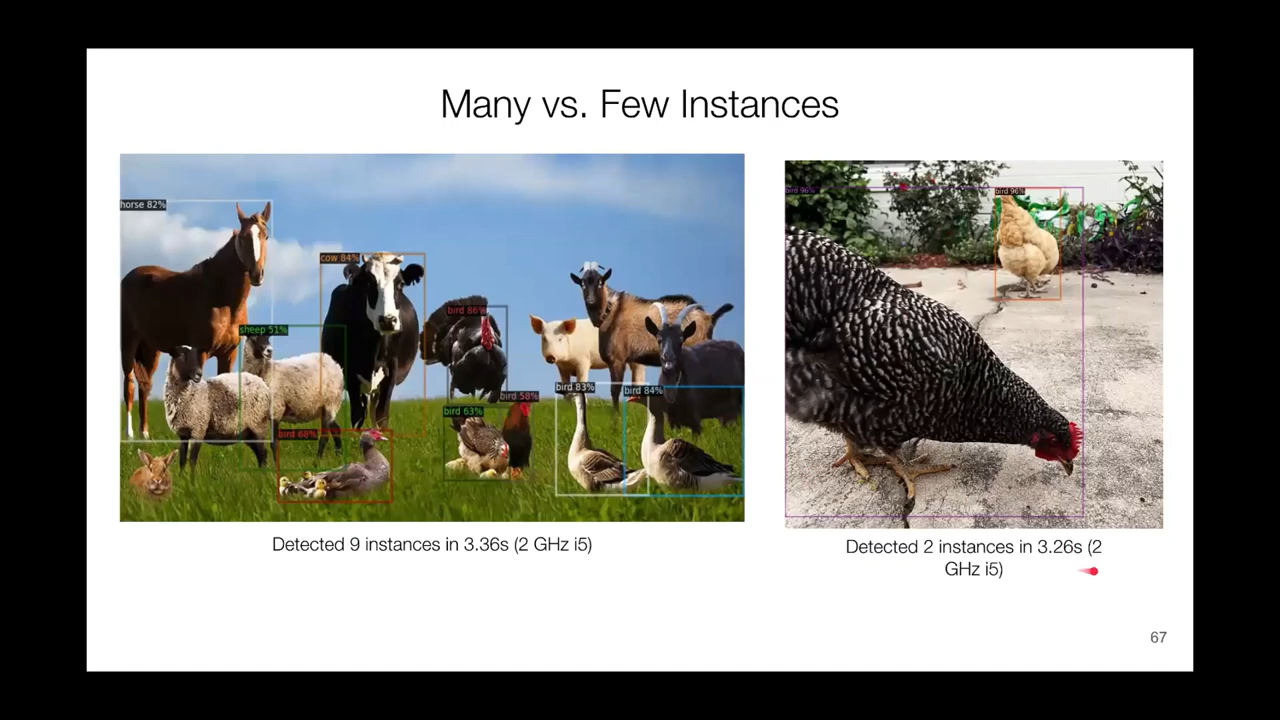 Many vs. Few Instances
horse 82%
cow 84%
bird 86%
sheep 51%
bird 83%
bird 84%
bird 58%
bird 63%
bird 68%
bird 96%
bird 96%
Detected 9 instances in 3.36s (2 GHz i5)
Detected 2 instances in 3.26s (2
GHz i5)
67